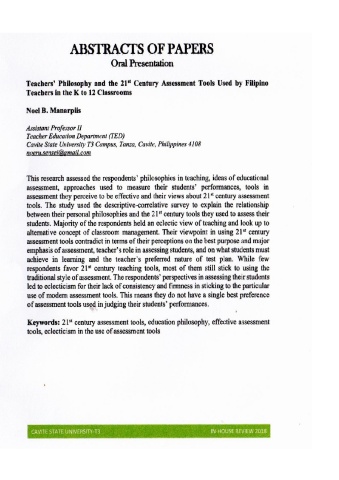 ABSTRACTS OF PAPERS
Oral Presentation
Teachers' Philosophy and the 21st Century Assessment Tools Used by Filipino
Teachers in the K to 12 Classrooms
Noel B. Manarpiis
Assistant Professor II
Teacher Education Department (TED)
Cavite State University T3 Campus, Tanza, Cavite, Philippines 4108
This research assessed the respondents' philosophies in teaching, ideas of educational
assessment, approaches used to measure their students' performances, tools in
assessment they perceive to be effective and their views about 21st century assessment
tools. The study used the descriptive-correlative survey to explain the relationship
between their personal philosophies and the 21st century tools they used to assess their
students. Majority of the respondents held an eclectic view of teaching and look up to
alternative concept of classroom management. Their viewpoint in using 21st century
assessment tools contradict in terms of their perceptions on the best purpose and major
emphasis of assessment, teacher's role in assessing students, and on what students must
achieve in learning and the teacher's preferred nature of test plan. While few
respondents favor 21st century teaching tools, most of them still stick to using the
traditional style of assessment. The respondents' perspectives in assessing their students
led to eclecticism for their lack of consistency and firmness in sticking to the particular
use of modern assessment tools. This means they do not have a single best preference
of assessment tools used in judging their students' performances.
Keywords: 21st century assessment tools, education philosophy, effective assessment
tools, eclecticism in the use of assessment tools
CAVITE STATE UNIVERSITY-T3 IN-HOUSE REVIEW